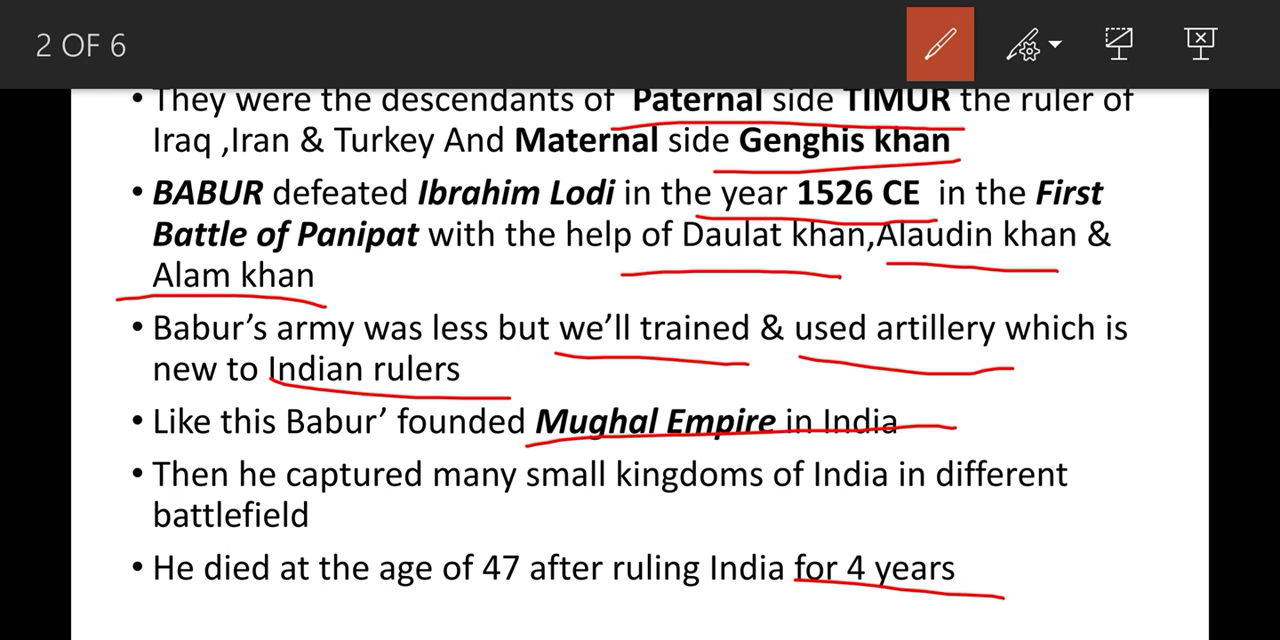 2 OF 6
• They were the descendants of Paternal side TIMUR the ruler of
Iraq ,Iran & Turkey And Maternal side Genghis khan
• BABUR defeated Ibrahim Lodi in the year 1526 CE in the First
Battle of Panipat with the help of Daulat khan,Alaudin khan &
Alam khan
• Babur’s army was less but we’ll trained & used artillery which is
new to Indian rulers
• Like this Babur’ founded Mughal Empire in India
• Then he captured many small kingdoms of India in different
battlefield
• He died at the age of 47 after ruling India for 4 years